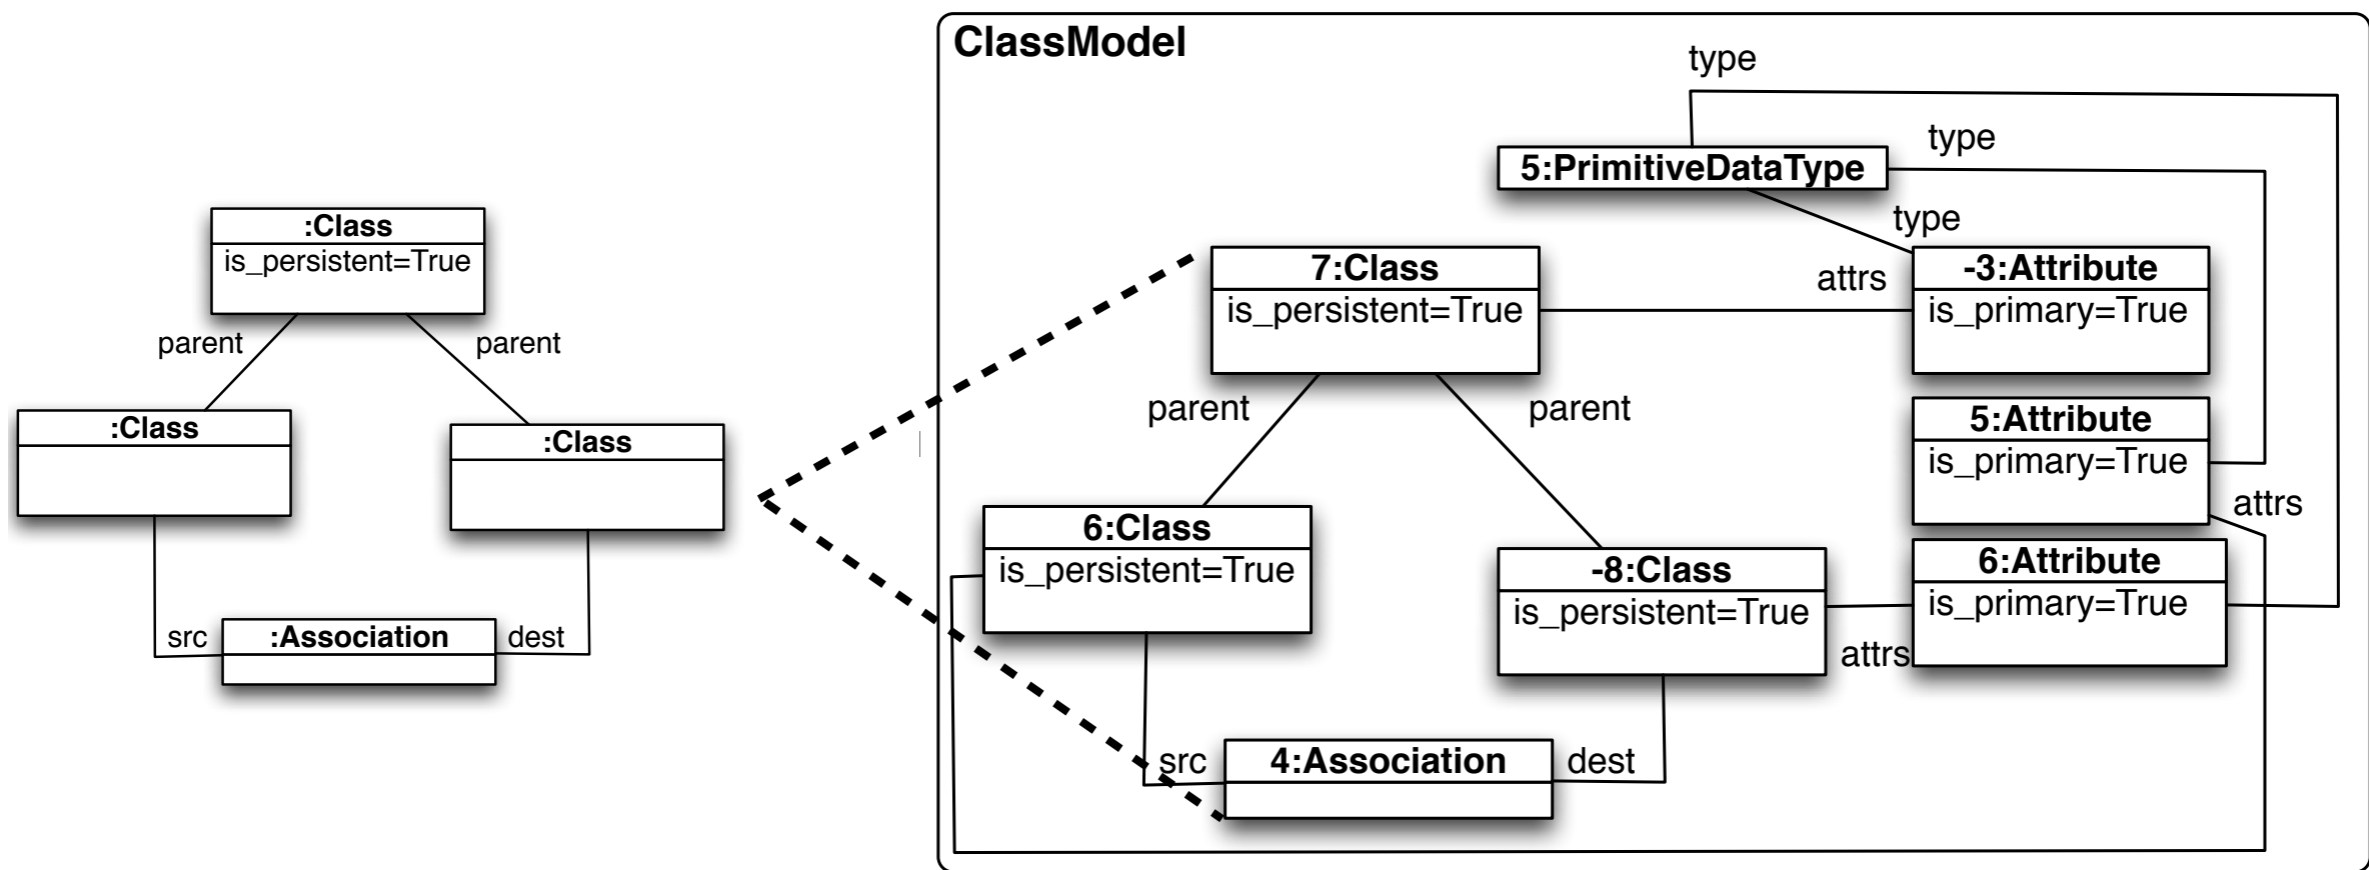 :Class
is_persistent=True
parent
parent
:Class
:Class
src
:Association
dest
ClassModel
type
type
5:PrimitiveDataType
type
7:Class
is_persistent=True
attrs
-3:Attribute
is_primary=True
parent
parent
5:Attribute
is_primary=True
attrs
6:Class
is_persistent=True
-8:Class
is_persistent=True
6:Attribute
is_primary=True
attrs
src
4:Association
dest